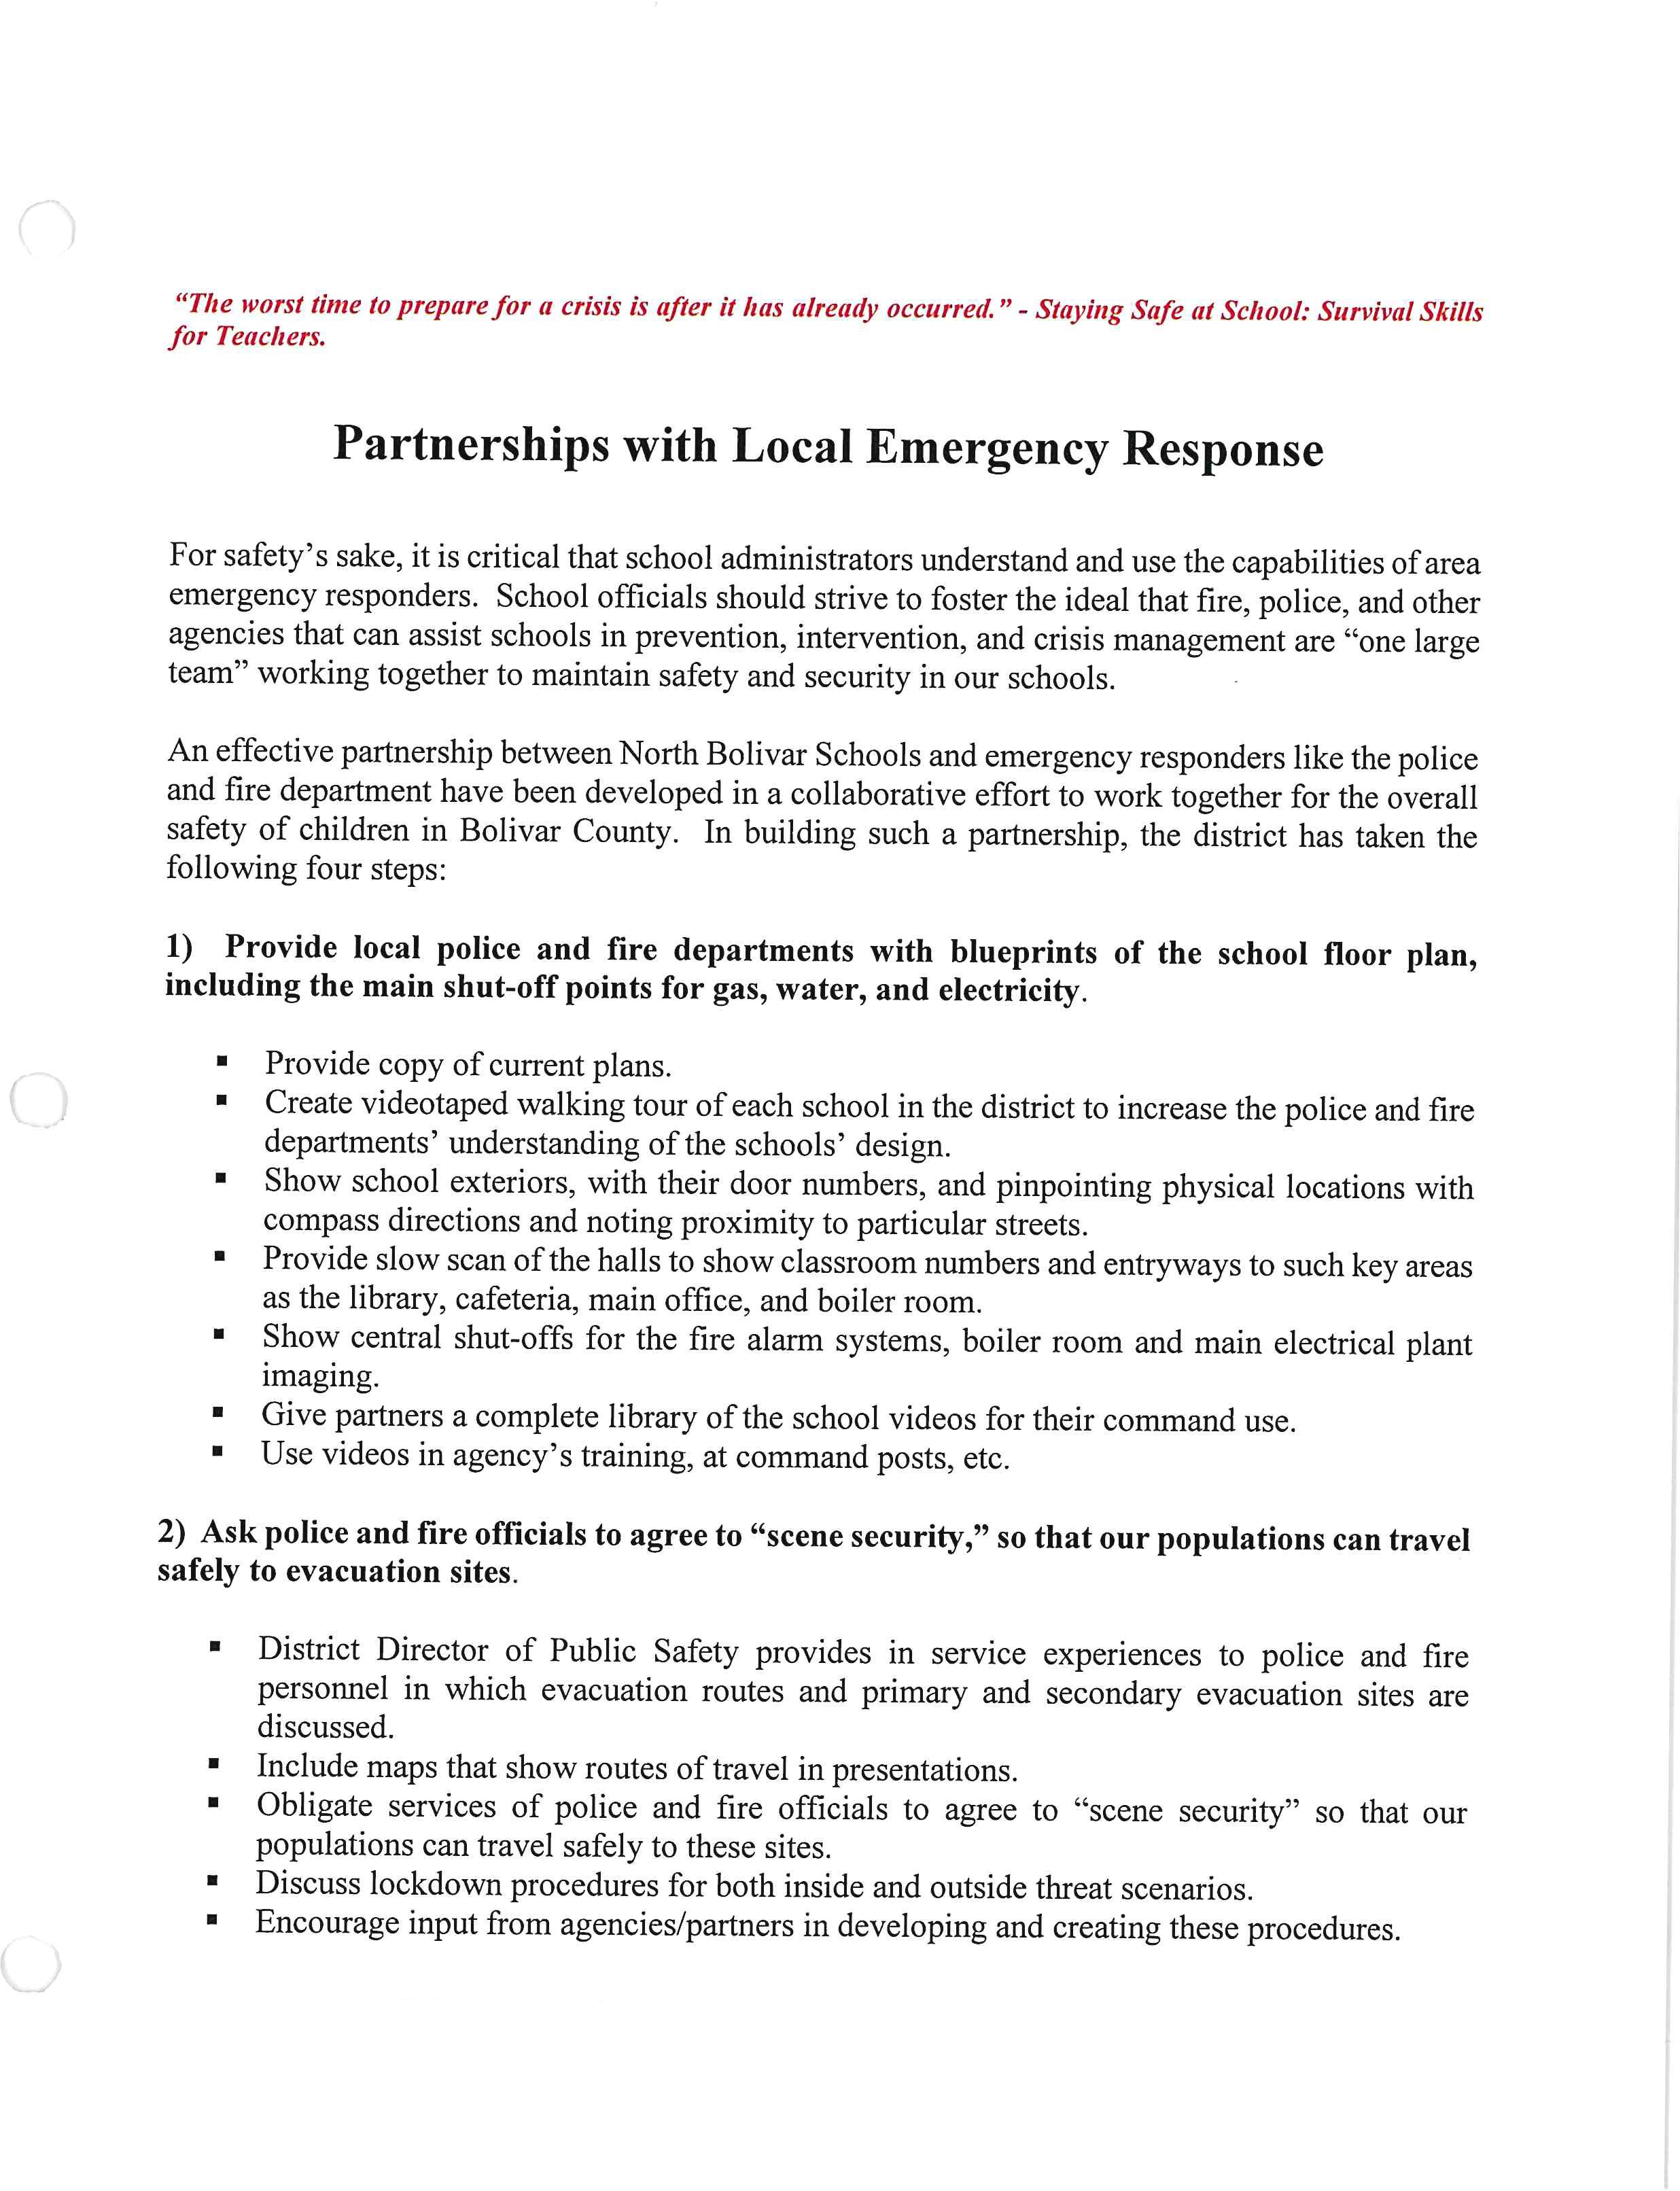 “The worst time to prepare for a crisis is after it has already occurred.” - Staying Safe at School: Survival Skills
for Teachers.
Partnerships with Local Emergency Response
For safety’s sake, it is critical that school administrators understand and use the capabilities of area
emergency responders.  School officials should strive to foster the ideal that fire, police, and other
agencies that can assist schools in prevention, intervention, and crisis management are “one large
team” working together to maintain safety and security in our schools.
An effective partnership between North Bolivar Schools and emergency responders like the police
and fire department have been developed in a collaborative effort to work together for the overall
safety of children in Bolivar County.  In building such a partnership, the district has taken the
following four steps:
1)  Provide local police and fire departments with blueprints of the school floor plan,
including the main shut-off points for gas, water, and electricity.
▪ Provide copy of current plans.
▪ Create videotaped walking tour of each school in the district to increase the police and fire
departments’ understanding of the schools’ design.
▪ Show school exteriors, with their door numbers, and pinpointing physical locations with
compass directions and noting proximity to particular streets.
▪ Provide slow scan of the halls to show classroom numbers and entryways to such key areas
as the library, cafeteria, main office, and boiler room.
▪ Show central shut-offs for the fire alarm systems, boiler room and main electrical plant
imaging.
▪ Give partners a complete library of the school videos for their command use.
▪ Use videos in agency’s training, at command posts, etc.
2)  Ask police and fire officials to agree to “scene security,” so that our populations can travel
safely to evacuation sites.
▪ District Director of Public Safety provides in service experiences to police and fire
personnel in which evacuation routes and primary and secondary evacuation sites are
discussed.
▪ Include maps that show routes of travel in presentations.
▪ Obligate services of police and fire officials to agree to “scene security” so that our
populations can travel safely to these sites.
▪ Discuss lockdown procedures for both inside and outside threat scenarios.
▪ Encourage input from agencies/partners in developing and creating these procedures.